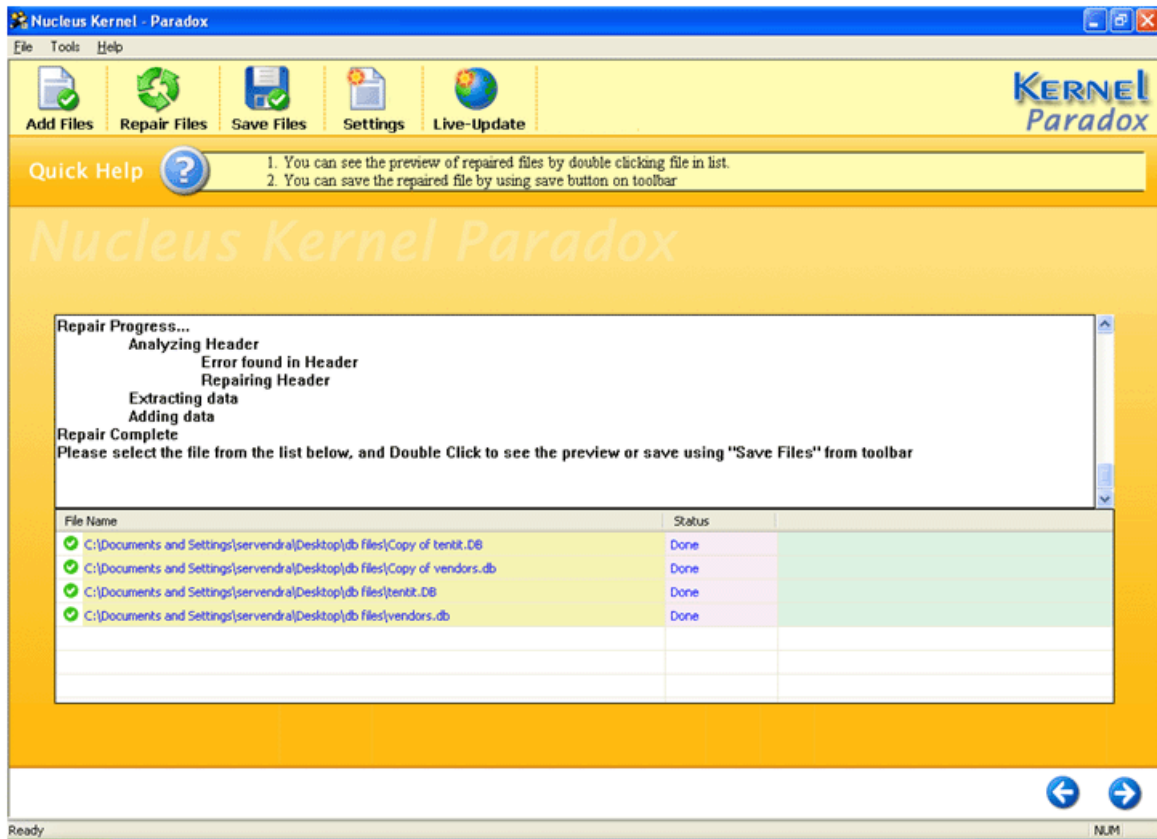 Nucleus Kernel - Paradox
File Tools Help
Add Files Repair Files Save Files Settings Live-Update
KERNEL
Paradox
Quick Help ?
1. You can see the preview of repaired files by double clicking file in list.
2. You can save the repaired file by using save button on toolbar
Nucleus Kernel Paradox
Repair Progress...
Analyzing Header
Error found in Header
Repairing Header
Extracting data
Adding data
Repair Complete
Please select the file from the list below, and Double Click to see the preview or save using "Save Files" from toolbar
File Name Status
C:\Documents and Settings\servendra\Desktop\db files\Copy of tentit.DB Done
C:\Documents and Settings\servendra\Desktop\db files\Copy of vendors.db Done
C:\Documents and Settings\servendra\Desktop\db files\tentit.DB Done
C:\Documents and Settings\servendra\Desktop\db files\vendors.db Done
Ready NUM